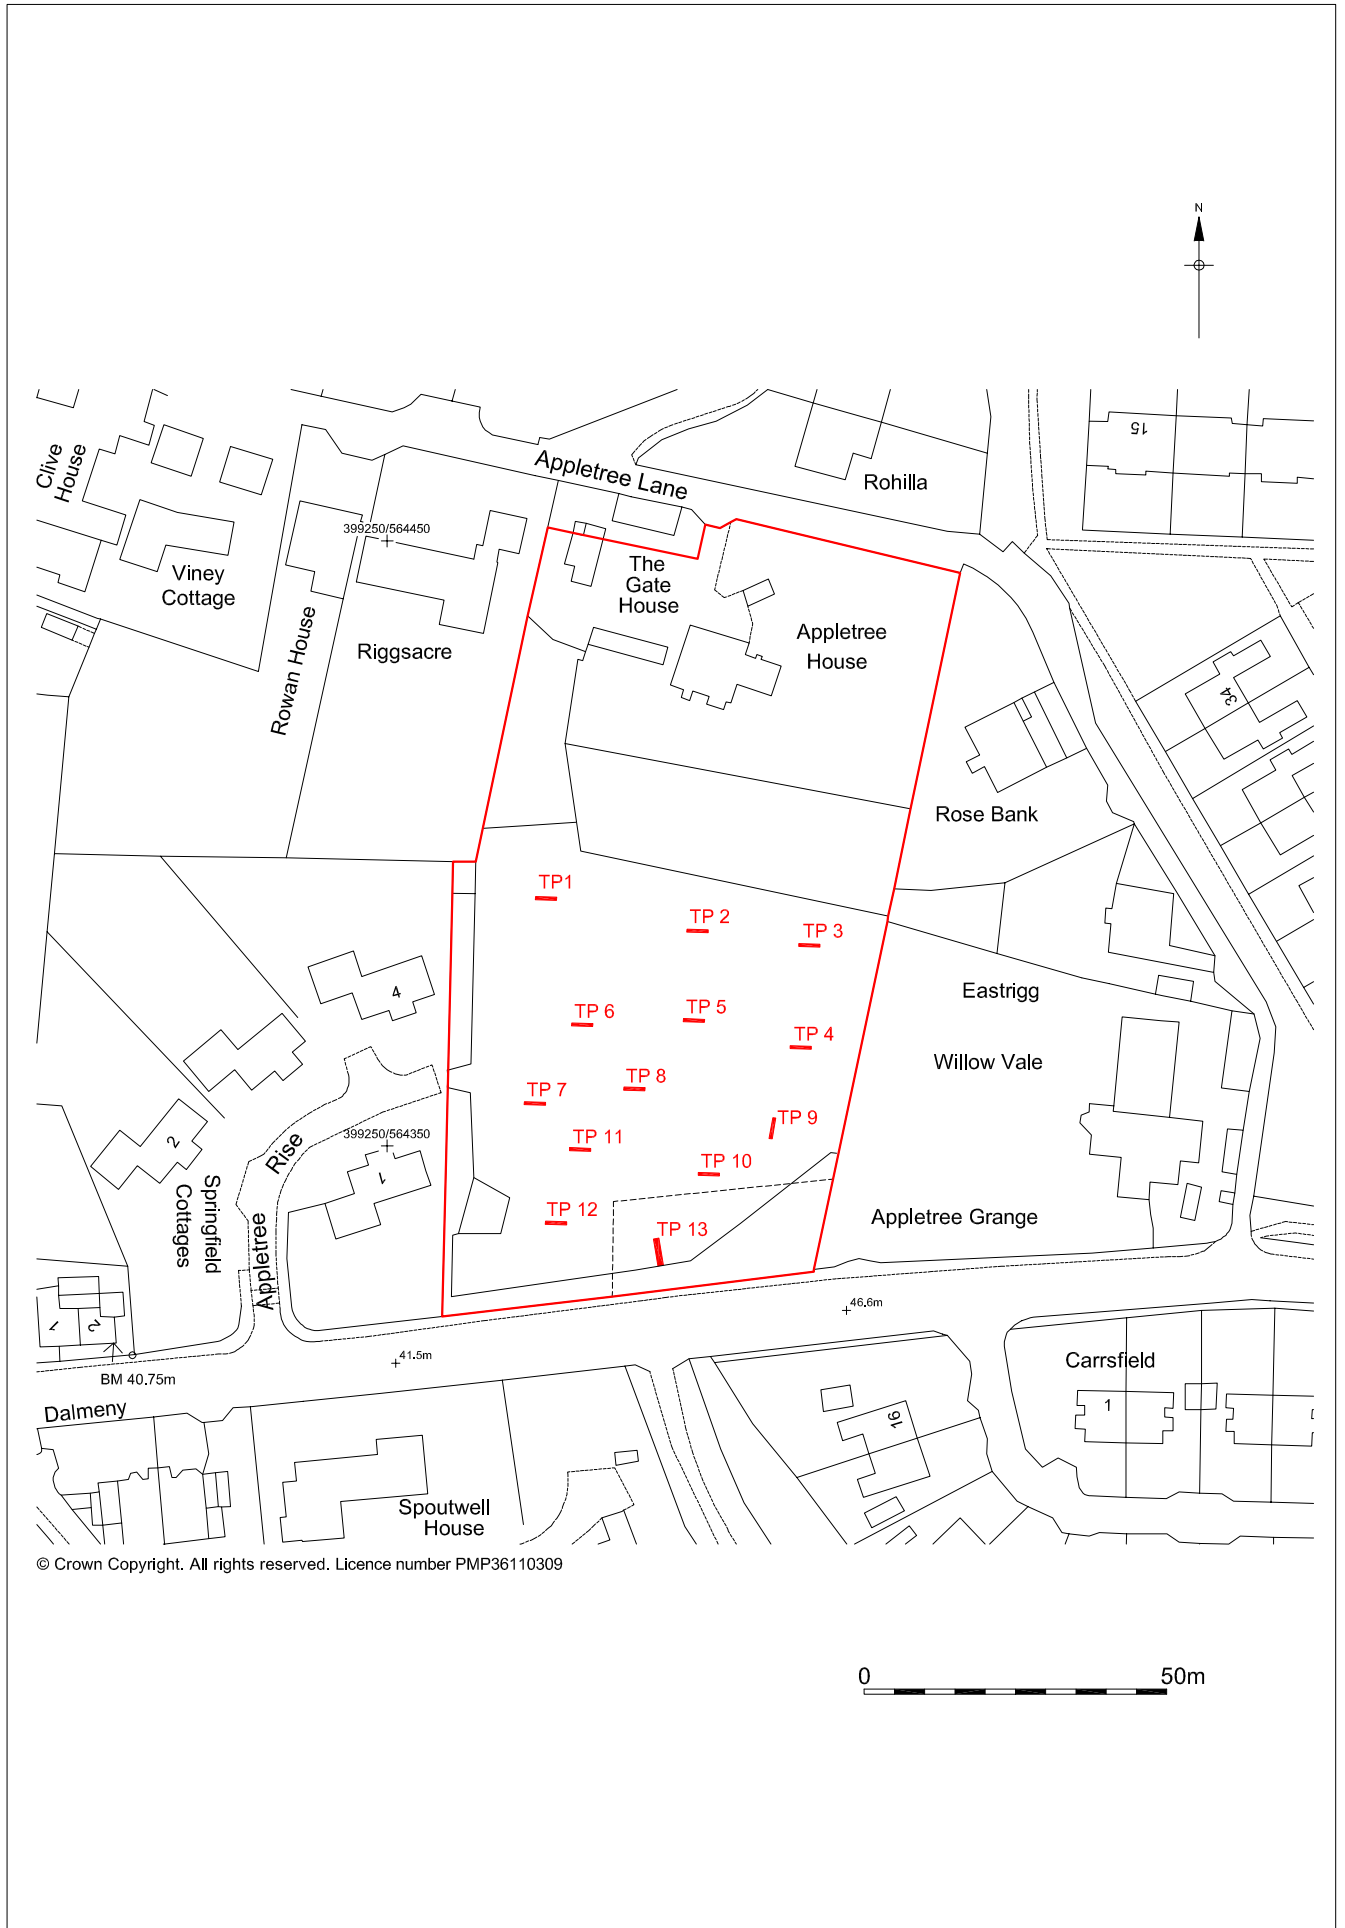 N
15
Clive
House
Appletree Lane
Rohilla
399250/564450
Viney
Cottage
The
Gate
House
Rowan House
Riggsacre
Appletree
House
34
Rose Bank
TP1
TP 2
TP 3
4
Eastrigg
TP 6
TP 5
TP 4
Willow Vale
TP 7
TP 8
TP 9
2
Rise
399250/564350
1
TP 11
TP 10
Springfield
Cottages
Appletree
TP 12
TP 13
Appletree Grange
1
2
46.6m
41.5m
BM 40.75m
Carrsfield
1
Dalmeny
16
Spoutwell
House
© Crown Copyright. All rights reserved. Licence number PMP36110309
0 50m